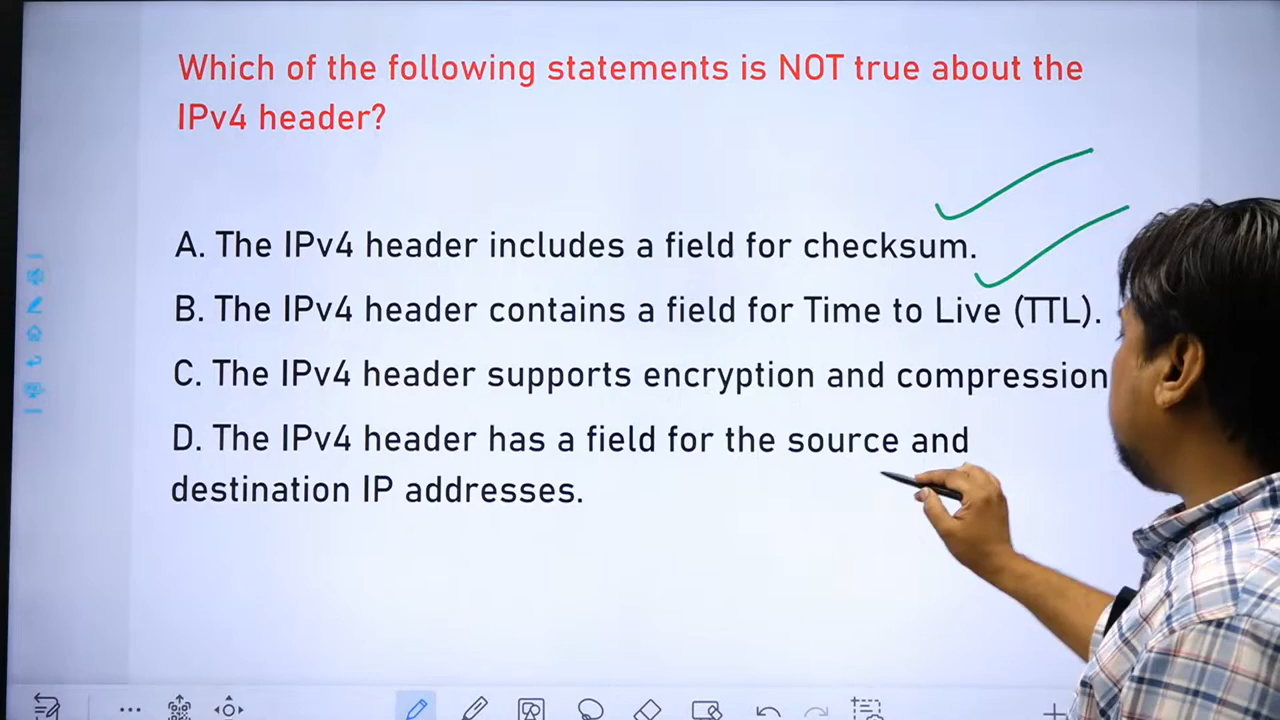 Which of the following statements is NOT true about the
IPv4 header?
A. The IPv4 header includes a field for checksum.
B. The IPv4 header contains a field for Time to Live (TTL).
C. The IPv4 header supports encryption and compression
D. The IPv4 header has a field for the source and
destination IP addresses.